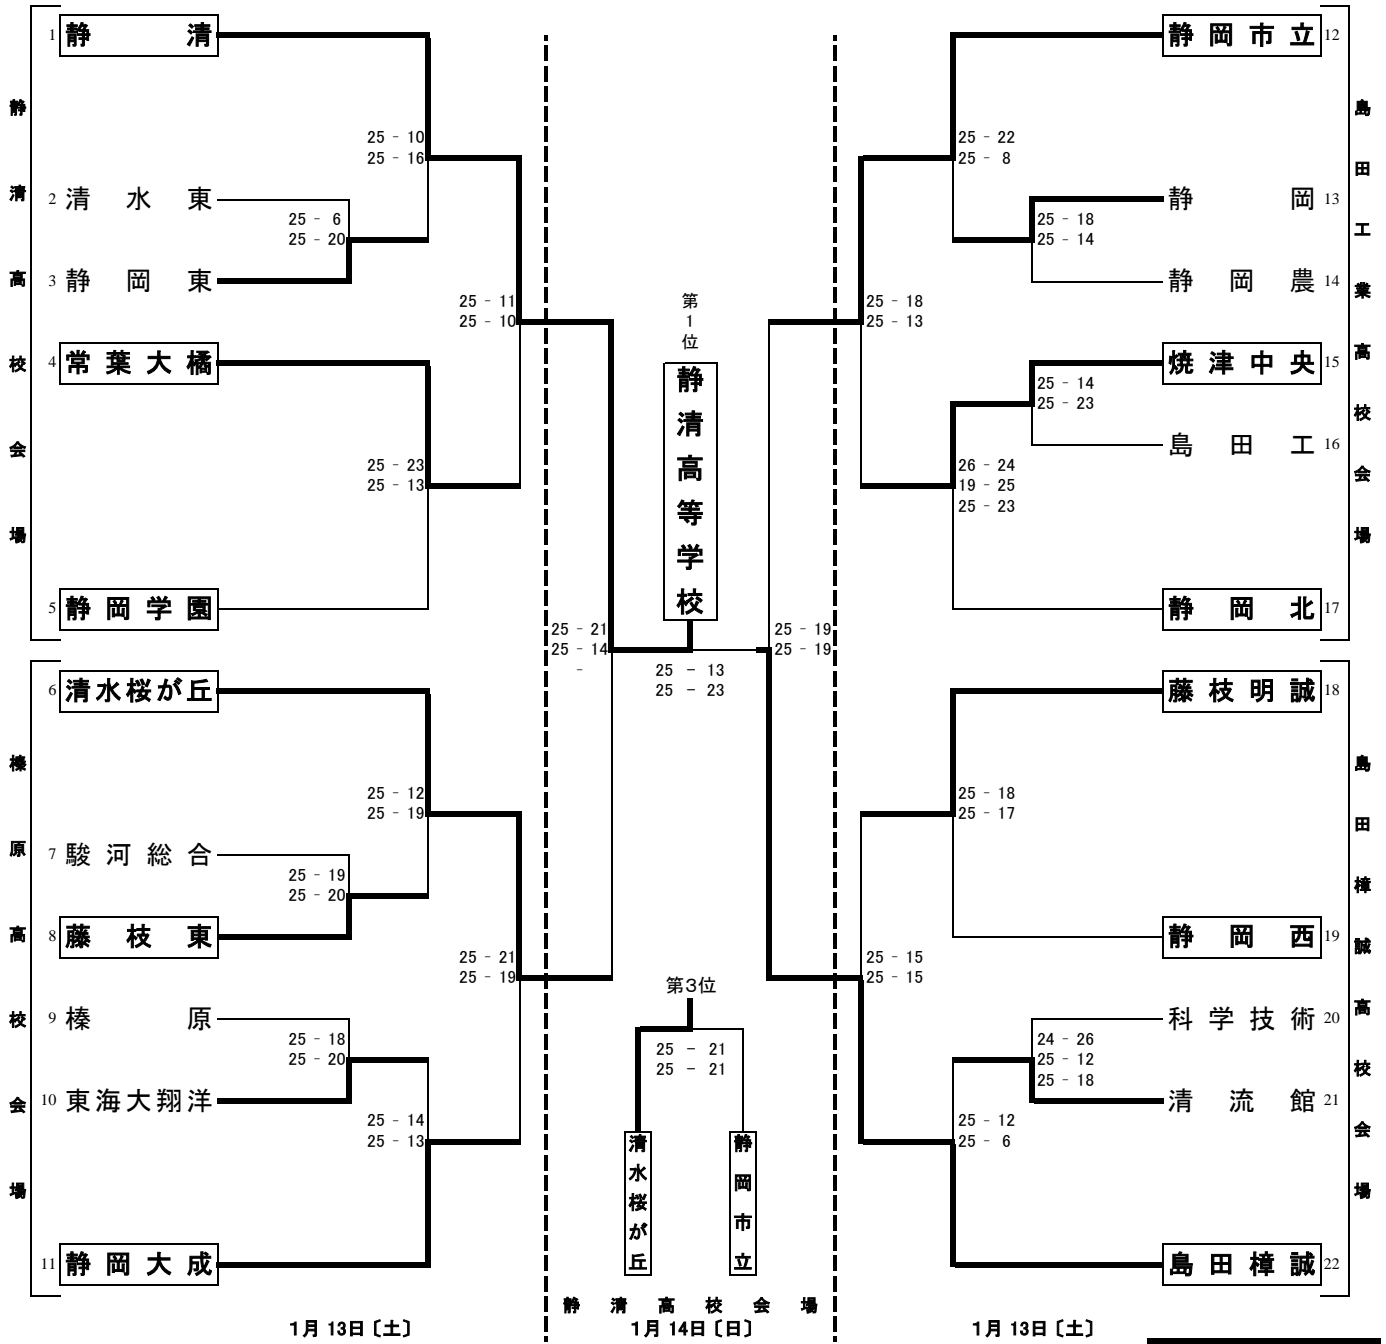 静清高校会場
1 静清
25 - 10
25 - 16
2 清水東
25 - 6
25 - 20
3 静岡東
25 - 11
25 - 10
4 常葉大橘
25 - 23
25 - 13
5 静岡学園
榛原高校会場
6 清水桜が丘
25 - 12
25 - 19
7 駿河総合
25 - 19
25 - 20
8 藤枝東
25 - 21
25 - 19
9 榛原
25 - 18
25 - 20
10 東海大翔洋
25 - 14
25 - 13
11 静岡大成
1月13日〔土〕
第1位
静清高等学校
25 - 21
25 - 14
-
25 - 13
25 - 23
25 - 19
25 - 19
第3位
25 - 21
25 - 21
清水桜が丘
静岡市立
静清高校会場
1月14日〔日〕
島田工業高校会場
静岡市立 12
25 - 22
25 - 8
静岡 13
25 - 18
25 - 14
静岡農 14
25 - 18
25 - 13
焼津中央 15
25 - 14
25 - 23
島田工 16
26 - 24
19 - 25
25 - 23
静岡北 17
島田樟誠高校会場
藤枝明誠 18
25 - 18
25 - 17
静岡西 19
25 - 15
25 - 15
科学技術 20
24 - 26
25 - 12
25 - 18
清流館 21
25 - 12
25 - 6
島田樟誠 22
1月13日〔土〕